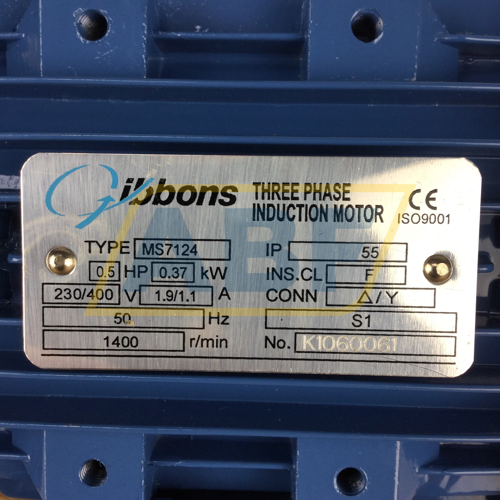 Gibbons THREE PHASE INDUCTION MOTOR CE ISO9001
TYPE MS7124 IP 55
0.5 HP 0.37 kW INS.CL F
230/400 V 1.9/1.1 A CONN △/Y
50 Hz S1
1400 r/min No. K1060061
ABF